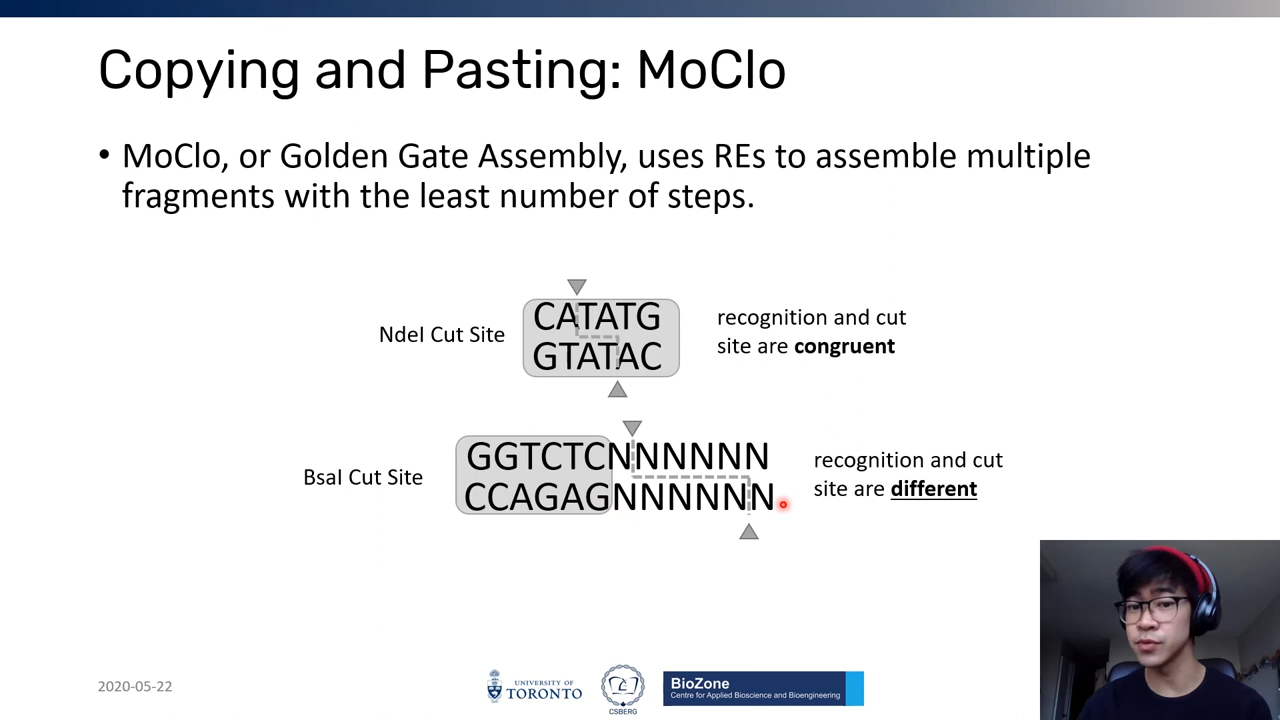 Copying and Pasting: MoClo
• MoClo, or Golden Gate Assembly, uses REs to assemble multiple
fragments with the least number of steps.
NdeI Cut Site
CATATG
GTATAC
recognition and cut
site are congruent
BsaI Cut Site
GGTCTCNNNNNNN
CCAGAGNNNNNNN
recognition and cut
site are different
2020-05-22
UNIVERSITY OF
TORONTO
CSBERG
BioZone
Centre for Applied Bioscience and Bioengineering